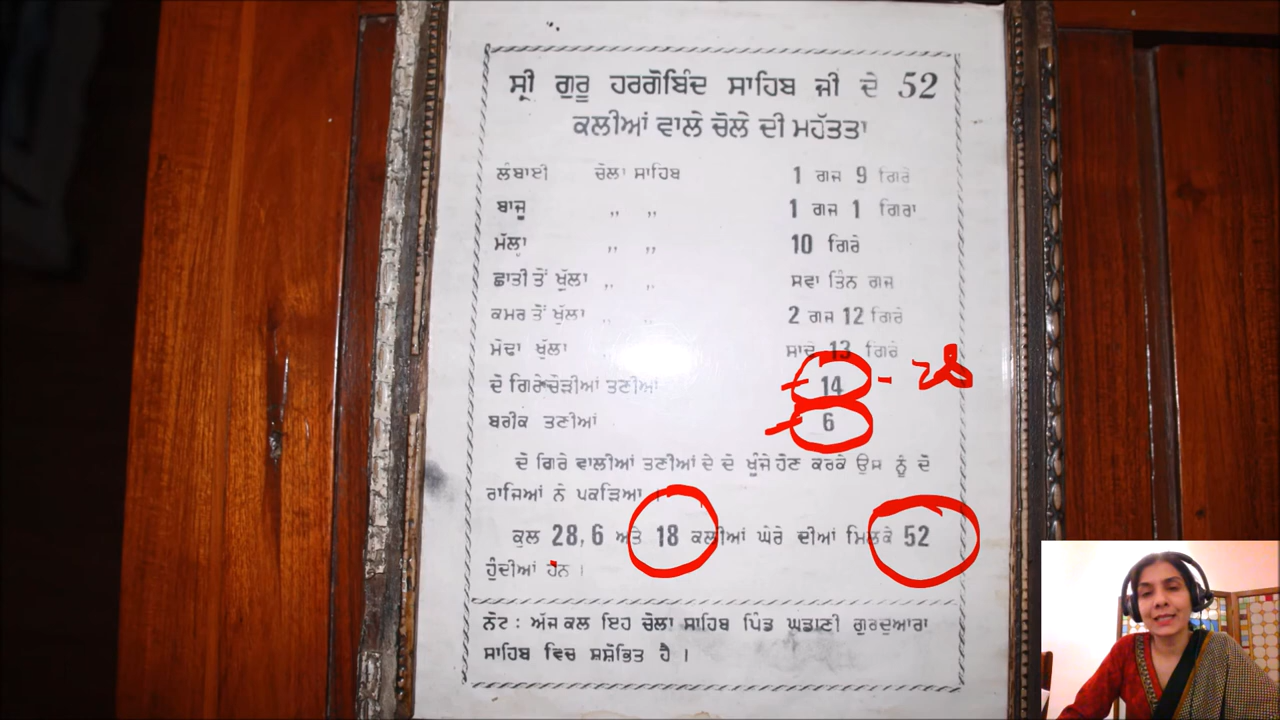 ਸ੍ਰੀ ਗੁਰੂ ਹਰਗੋਬਿੰਦ ਸਾਹਿਬ ਜੀ ਦੇ 52
ਕਲੀਆਂ ਵਾਲੇ ਚੋਲੇ ਦੀ ਮਹੱਤਤਾ
ਲੰਬਾਈ ਚੋਲਾ ਸਾਹਿਬ 1 ਗਜ 9 ਗਿਰੇ
ਬਾਜੂ ,, ,, 1 ਗਜ 1 ਗਿਰਾ
ਮੱਲਾ ,, ,, 10 ਗਿਰੇ
ਛਾਤੀ ਤੋਂ ਖੁੱਲਾ ,, ,, ਸਵਾ ਤਿੰਨ ਗਜ
ਕਮਰ ਤੋਂ ਖੁੱਲਾ ,, ,, 2 ਗਜ 12 ਗਿਰੇ
ਮੋਢਾ ਖੁੱਲਾ ਸਾਢੇ 13 ਗਿਰੇ
ਦੋ ਗਿਰੇ ਚੋੜੀਆਂ ਤਣੀਆਂ 14 - 28
ਬਰੀਕ ਤਣੀਆਂ 6
ਦੋ ਗਿਰੇ ਵਾਲੀਆਂ ਤਣੀਆਂ ਦੇ ਦੋ ਖੂੰਜੇ ਹੋਣ ਕਰਕੇ ਉਸ ਨੂੰ ਦੋ
ਰਾਜਿਆਂ ਨੇ ਪਕੜਿਆ ।
ਕੁਲ 28, 6 ਅਤੇ 18 ਕਲੀਆਂ ਘੇਰੇ ਦੀਆਂ ਮਿਲਕੇ 52
ਹੁੰਦੀਆਂ ਹਨ ।
ਨੋਟ : ਅੱਜ ਕਲ ਇਹ ਚੋਲਾ ਸਾਹਿਬ ਪਿੰਡ ਘਡਾਣੀ ਗੁਰਦੁਆਰਾ
ਸਾਹਿਬ ਵਿਚ ਸ਼ਸ਼ੋਭਿਤ ਹੈ ।